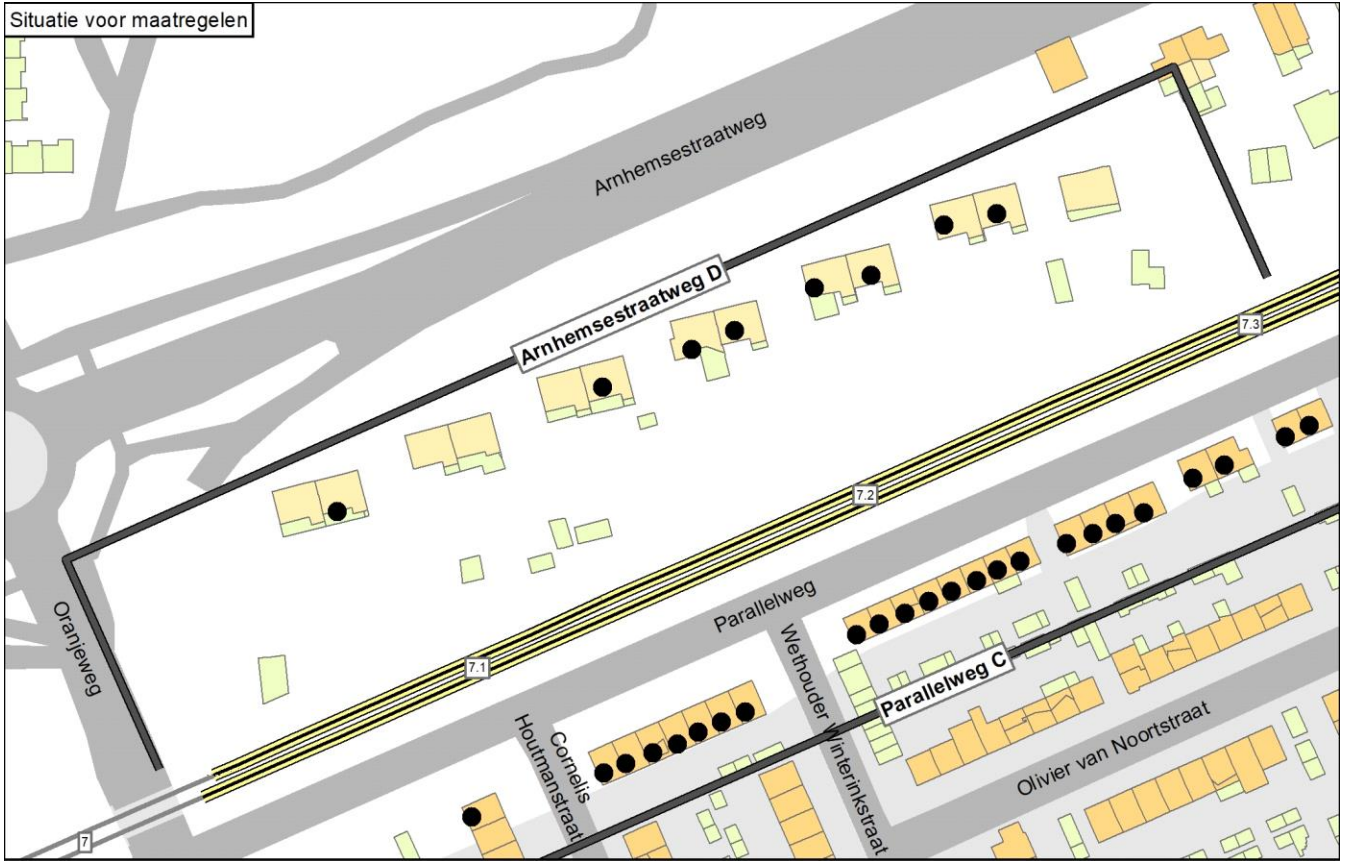 Situatie voor maatregelen
Arnhemsestraatweg
Arnhemsestraatweg D
7.3
7.2
Oranjeweg
Parallelweg
7.1
Wethouder Winterinkstraat
Parallelweg C
Cornelis
Houtmanstraat
Olivier van Noortstraat
7